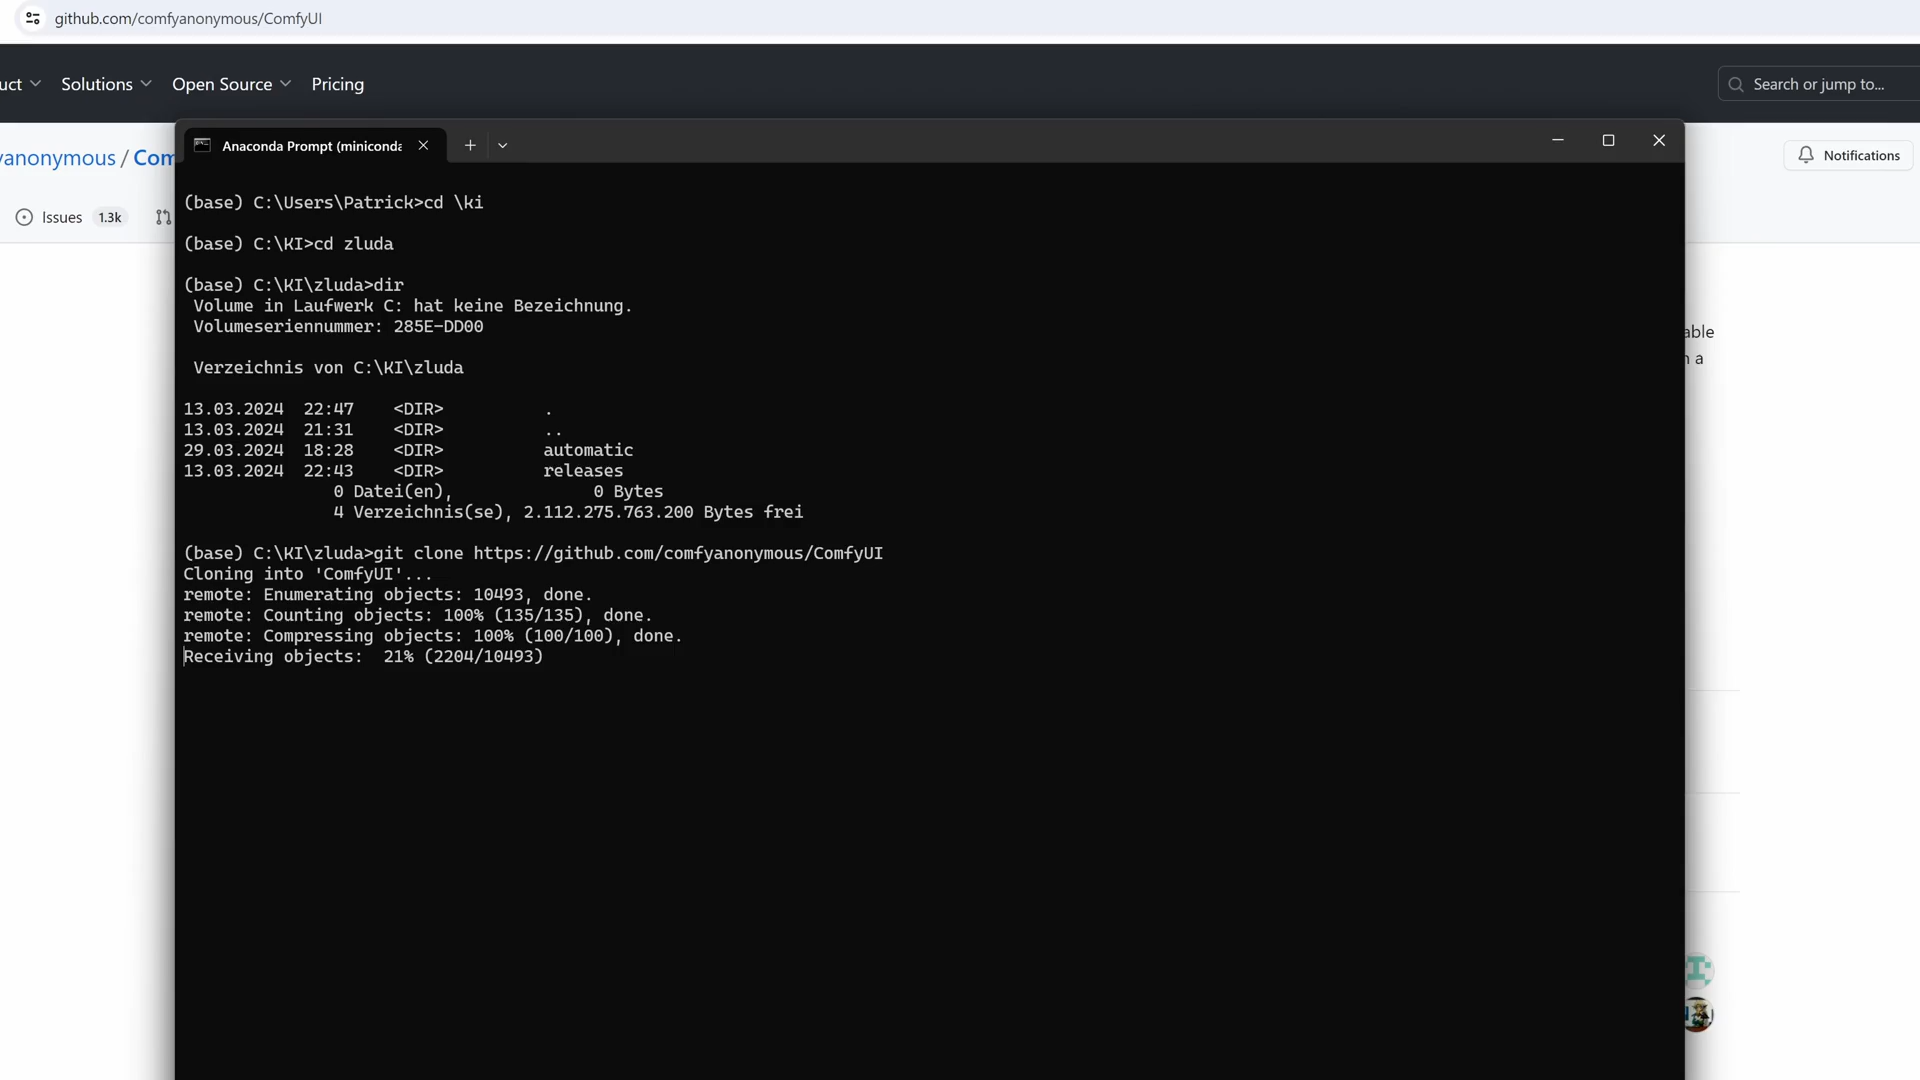 github.com/comfyanonymous/ComfyUI
uct
Solutions
Open Source
Pricing
Search or jump to...
Anaconda Prompt (miniconda
yanonymous / Com
Notifications
Issues 1.3k
(base) C:\Users\Patrick>cd \ki
(base) C:\KI>cd zluda
(base) C:\KI\zluda>dir
Volume in Laufwerk C: hat keine Bezeichnung.
Volumeseriennummer: 285E-DD00
able
n a
Verzeichnis von C:\KI\zluda
13.03.2024 22:47 <DIR> .
13.03.2024 21:31 <DIR> ..
29.03.2024 18:28 <DIR> automatic
13.03.2024 22:43 <DIR> releases
0 Datei(en), 0 Bytes
4 Verzeichnis(se), 2.112.275.763.200 Bytes frei
(base) C:\KI\zluda>git clone https://github.com/comfyanonymous/ComfyUI
Cloning into 'ComfyUI'...
remote: Enumerating objects: 10493, done.
remote: Counting objects: 100% (135/135), done.
remote: Compressing objects: 100% (100/100), done.
Receiving objects: 21% (2204/10493)